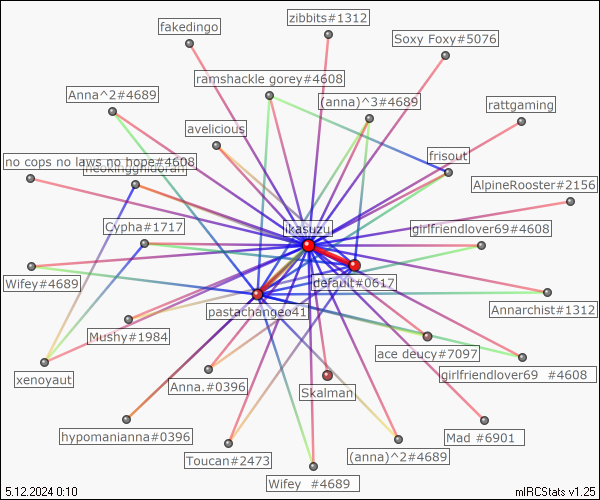 fakedingo
zibbits#1312
Soxy Foxy#5076
ramshackle gorey#4608
Anna^2#4689
(anna)^3#4689
rattgaming
avelicious
no cops no laws no hope#4608
neokingghidorah
frisout
AlpineRooster#2156
Cypha#1717
ikasuzu
girlfriendlover69#4608
Wifey#4689
default#0617
pastachangeo41
Annarchist#1312
Mushy#1984
ace deucy#7097
xenoyaut
Anna.#0396
Skalman
girlfriendlover69 #4608
hypomanianna#0396
Toucan#2473
(anna)^2#4689
Mad #6901
Wifey #4689
5.12.2024 0:10
mIRCStats v1.25